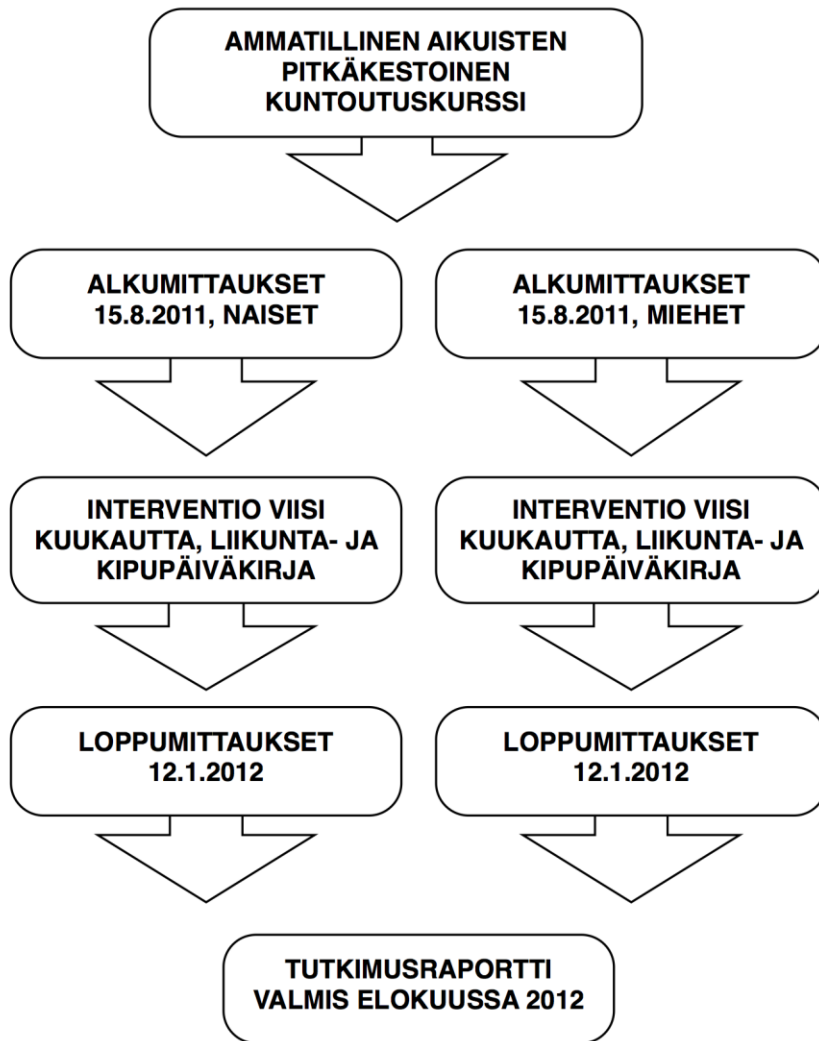 AMMATILLINEN AIKUISTEN
PITKÄKESTOINEN
KUNTOUTUSKURSSI
ALKUMITTAUKSET
15.8.2011, NAISET
ALKUMITTAUKSET
15.8.2011, MIEHET
INTERVENTIO VIISI
KUUKAUTTA, LIIKUNTA- JA
KIPUPÄIVÄKIRJA
INTERVENTIO VIISI
KUUKAUTTA, LIIKUNTA- JA
KIPUPÄIVÄKIRJA
LOPPUMITTAUKSET
12.1.2012
LOPPUMITTAUKSET
12.1.2012
TUTKIMUSRAPORTTI
VALMIS ELOKUUSSA 2012